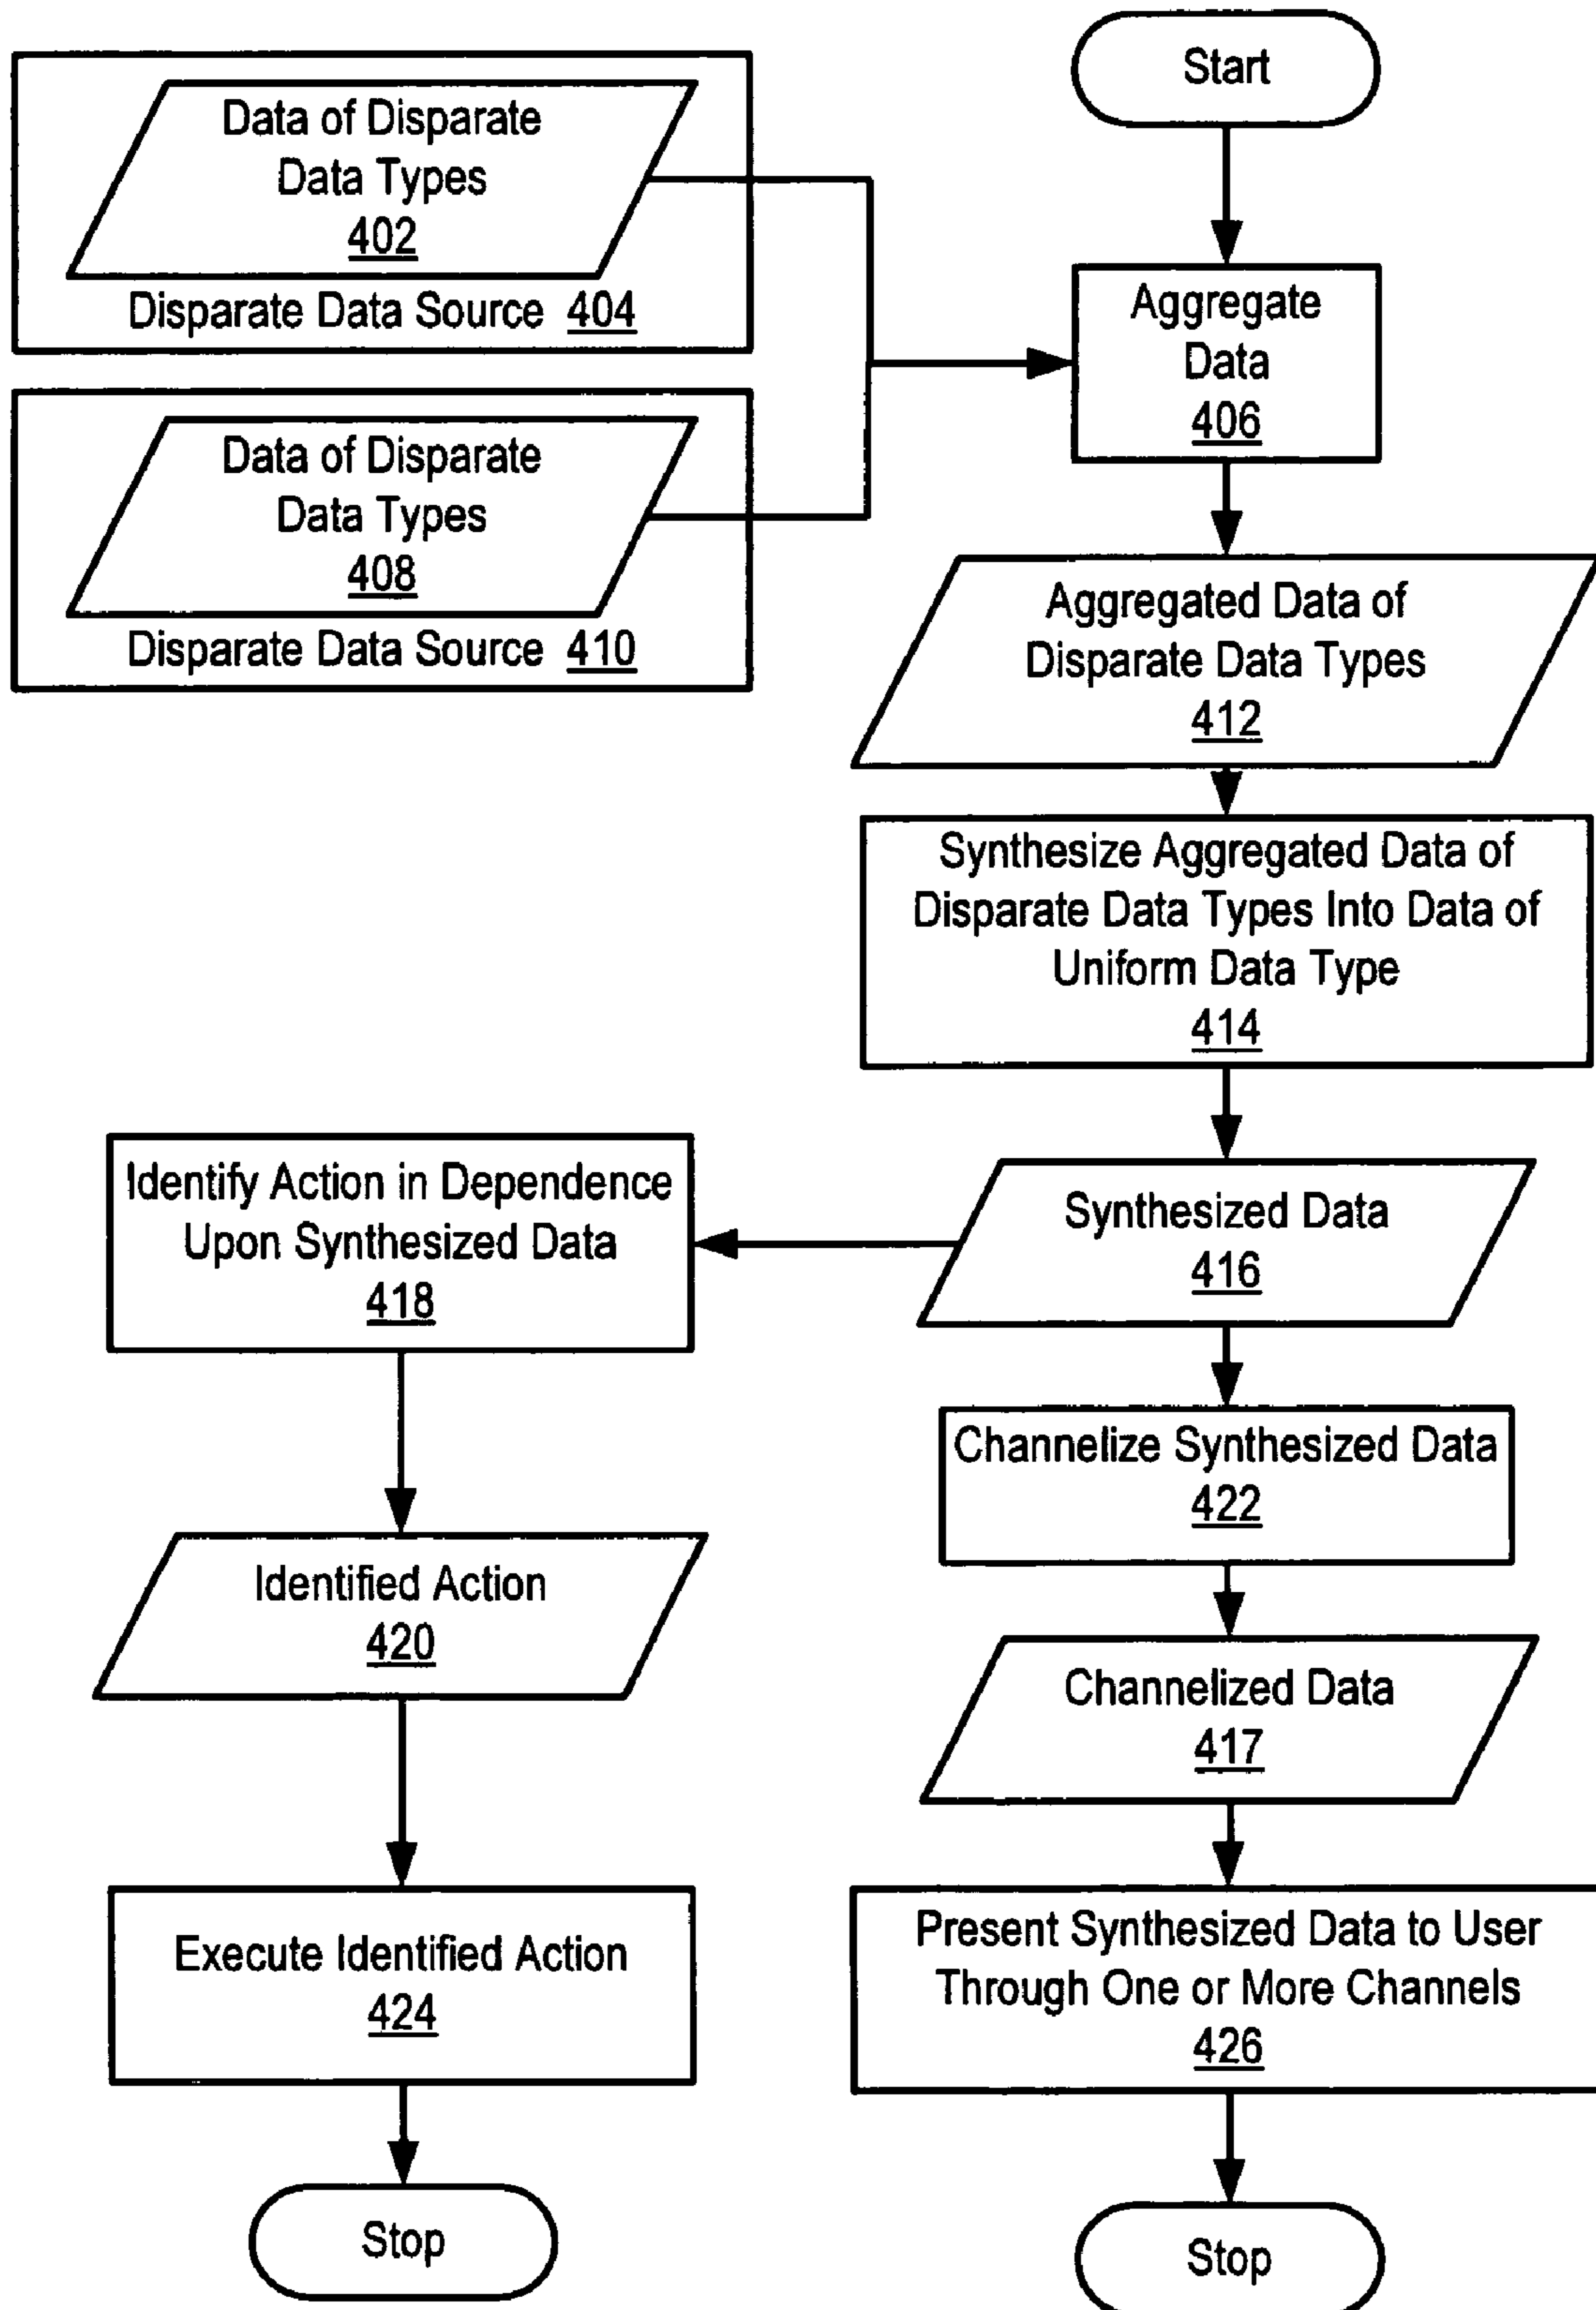 Start
Data of Disparate
Data Types
402
Disparate Data Source 404
Aggregate
Data
406
Data of Disparate
Data Types
408
Disparate Data Source 410
Aggregated Data of
Disparate Data Types
412
Synthesize Aggregated Data of
Disparate Data Types Into Data of
Uniform Data Type
414
Identify Action in Dependence
Upon Synthesized Data
418
Synthesized Data
416
Channelize Synthesized Data
422
Identified Action
420
Channelized Data
417
Execute Identified Action
424
Present Synthesized Data to User
Through One or More Channels
426
Stop
Stop